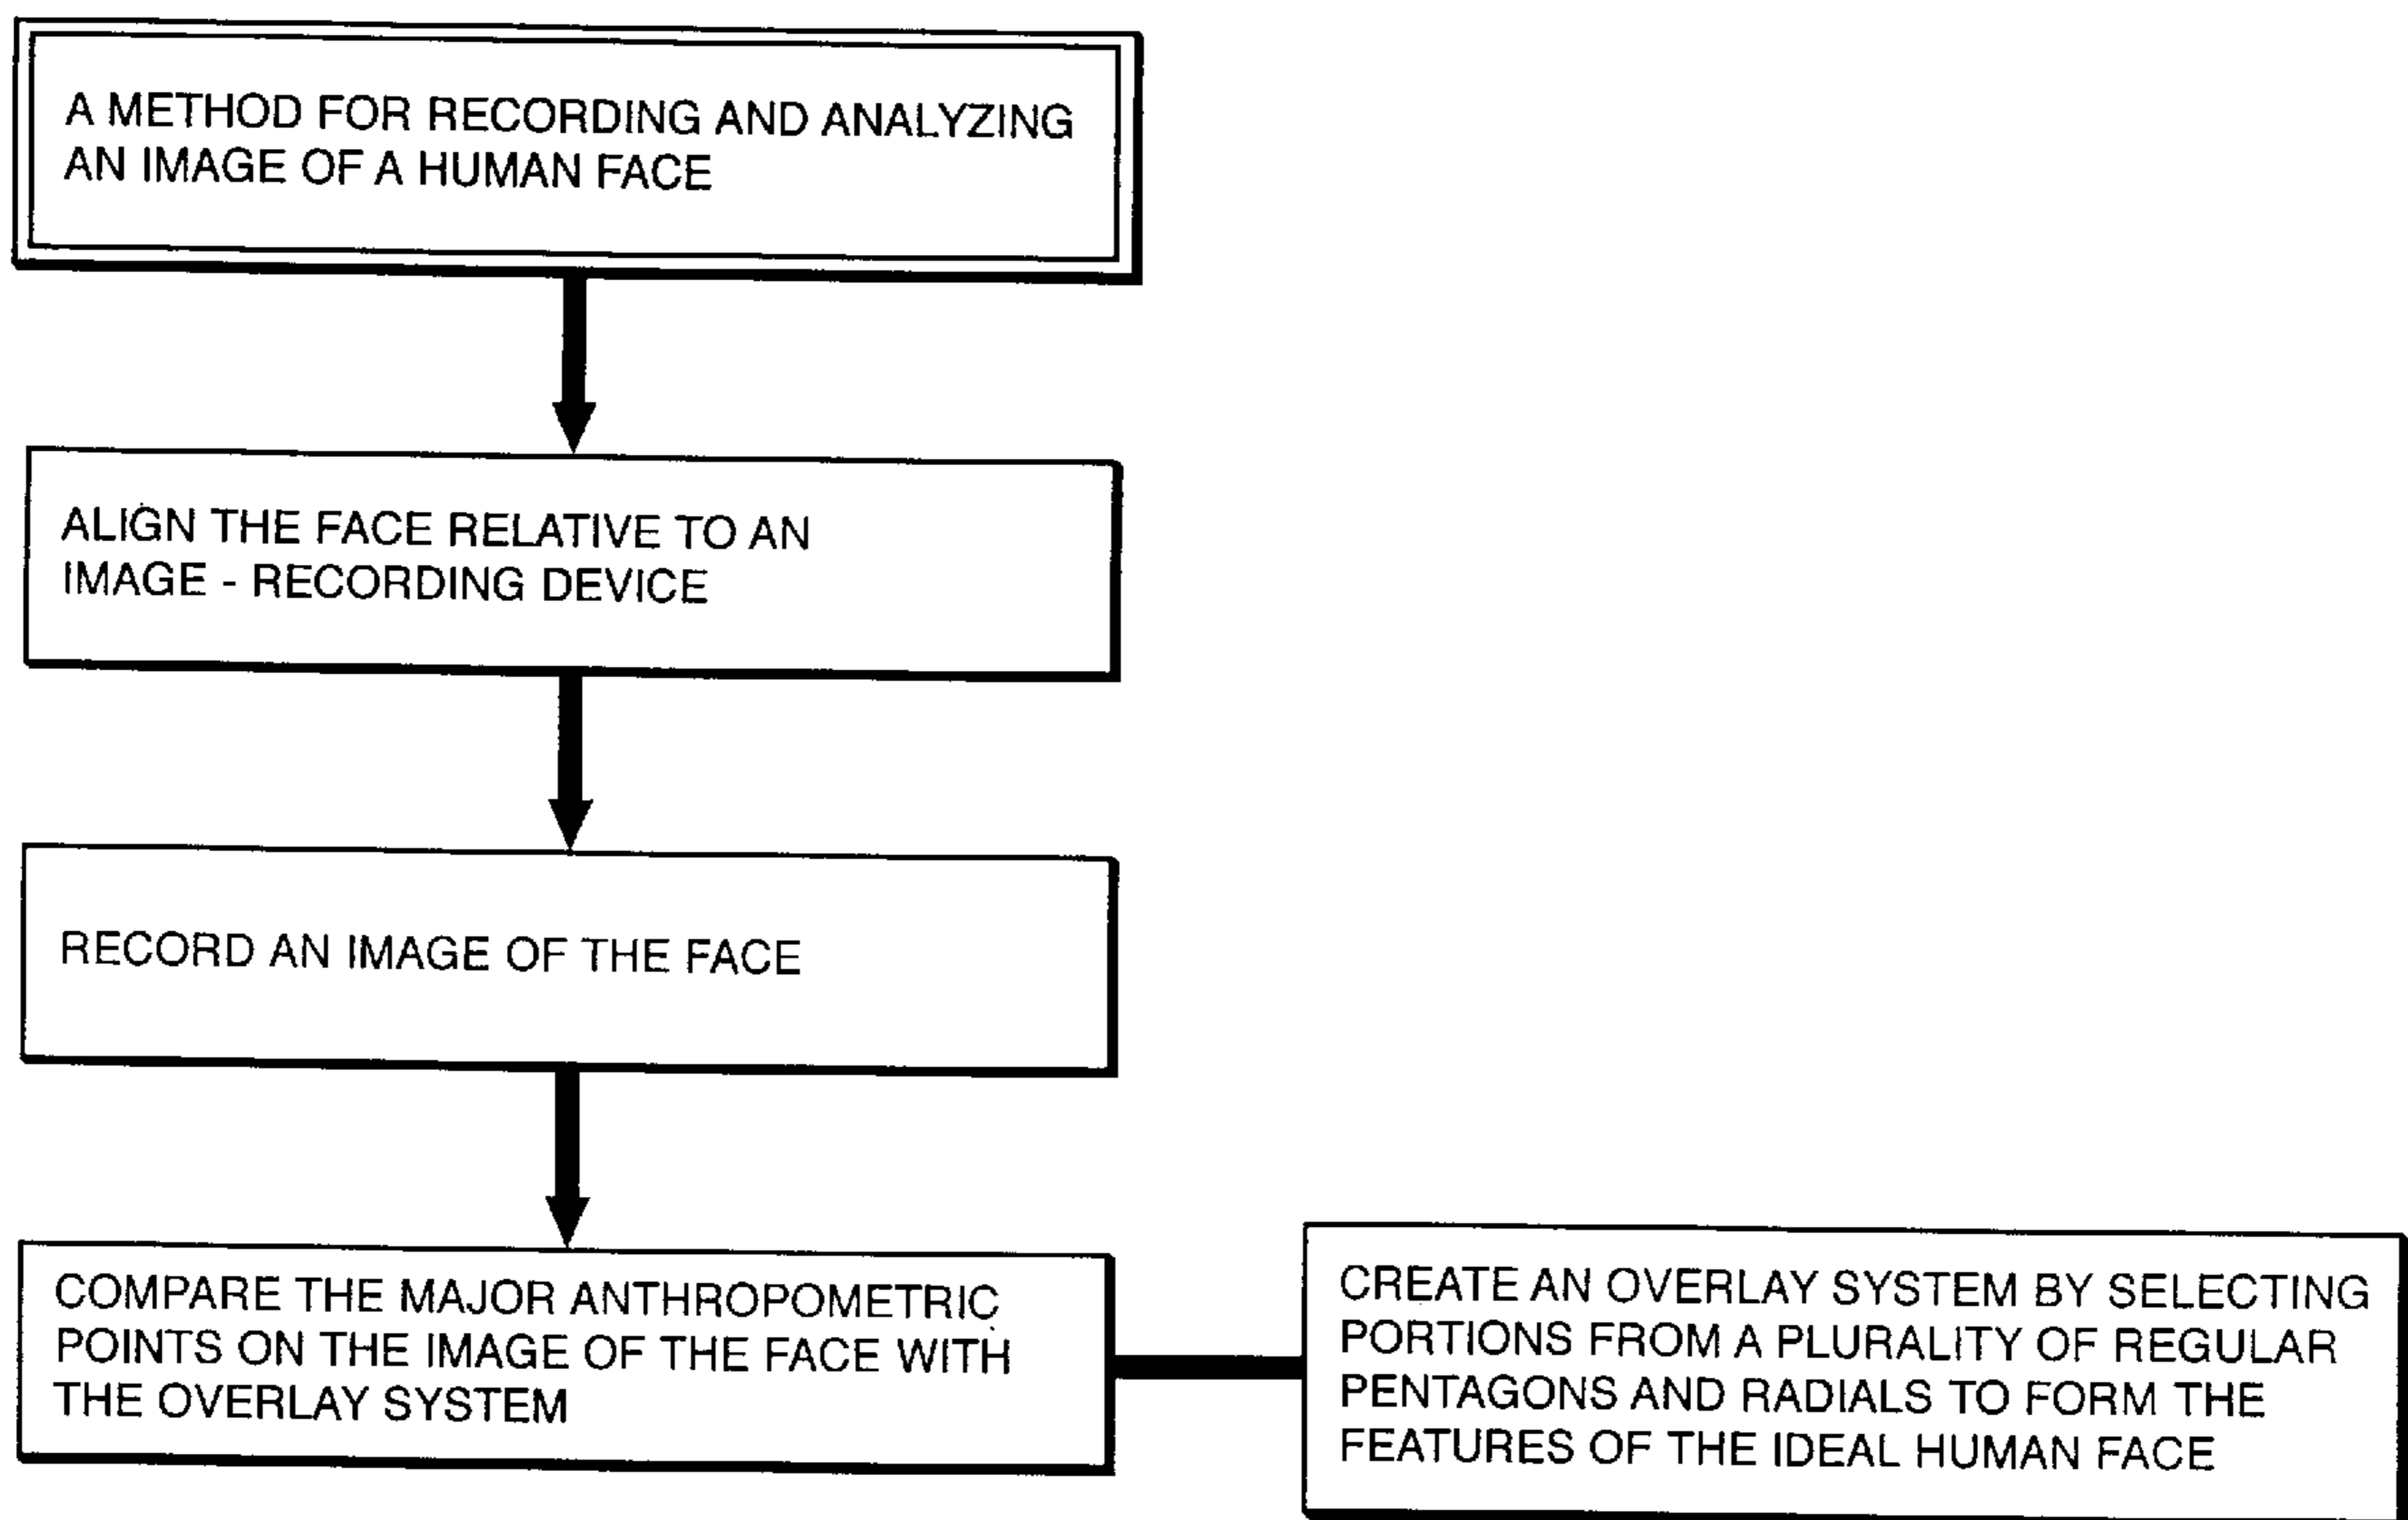 A METHOD FOR RECORDING AND ANALYZING
AN IMAGE OF A HUMAN FACE
ALIGN THE FACE RELATIVE TO AN
IMAGE - RECORDING DEVICE
RECORD AN IMAGE OF THE FACE
COMPARE THE MAJOR ANTHROPOMETRIC
POINTS ON THE IMAGE OF THE FACE WITH
THE OVERLAY SYSTEM
CREATE AN OVERLAY SYSTEM BY SELECTING
PORTIONS FROM A PLURALITY OF REGULAR
PENTAGONS AND RADIALS TO FORM THE
FEATURES OF THE IDEAL HUMAN FACE